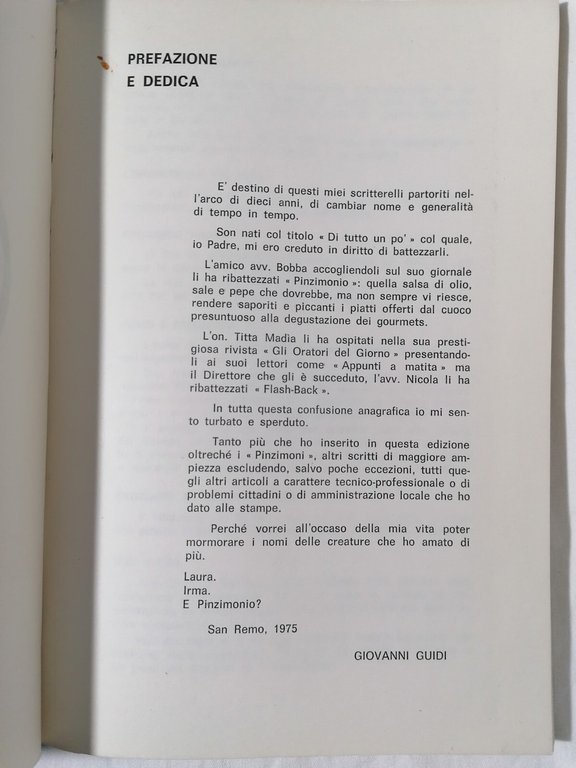 PREFAZIONE
E DEDICA
E' destino di questi miei scritterelli partoriti nel-
l'arco di dieci anni, di cambiar nome e generalità
di tempo in tempo.
Son nati col titolo « Di tutto un po' » col quale,
io Padre, mi ero creduto in diritto di battezzarli.
L'amico avv. Bobba accogliendoli sul suo giornale
li ha ribattezzati « Pinzimonio »: quella salsa di olio,
sale e pepe che dovrebbe, ma non sempre vi riesce,
rendere saporiti e piccanti i piatti offerti dal cuoco
presuntuoso alla degustazione dei gourmets.
L'on. Titta Madia li ha ospitati nella sua presti-
giosa rivista « Gli Oratori del Giorno » presentando-
li ai suoi lettori come « Appunti a matita » ma
il Direttore che gli è succeduto, l'avv. Nicola li ha
ribattezzati « Flash-Back ».
In tutta questa confusione anagrafica io mi sen-
to turbato e sperduto.
Tanto più che ho inserito in questa edizione
oltreché i « Pinzimoni », altri scritti di maggiore am-
piezza escludendo, salvo poche eccezioni, tutti que-
gli altri articoli a carattere tecnico-professionale o di
problemi cittadini o di amministrazione locale che ho
dato alle stampe.
Perché vorrei all'occaso della mia vita poter
mormorare i nomi delle creature che ho amato di
più.
Laura.
Irma.
E Pinzimonio?
San Remo, 1975
GIOVANNI GUIDI